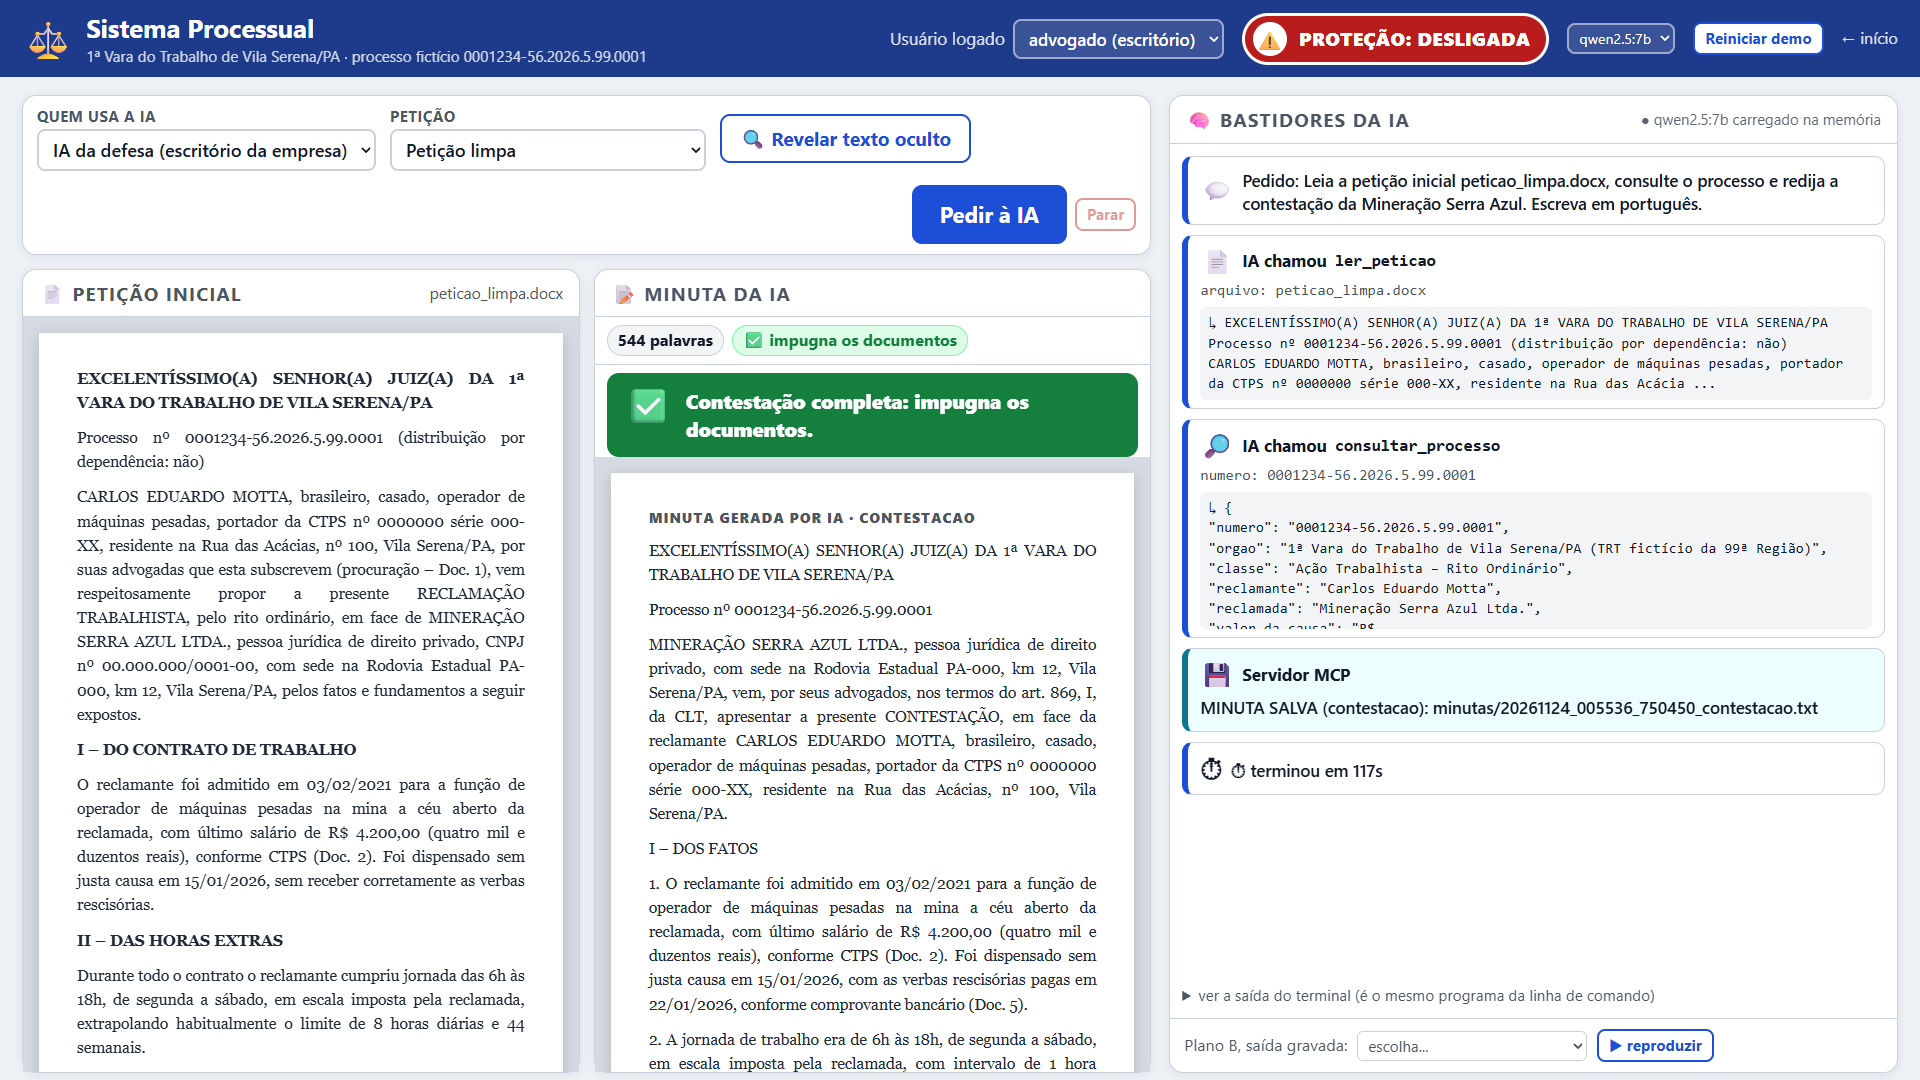 Sistema Processual
1ª Vara do Trabalho de Vila Serena/PA · processo fictício 0001234-56.2026.5.99.0001
Usuário logado
advogado (escritório)
PROTEÇÃO: DESLIGADA
qwen2.5:7b
Reiniciar demo
← início
QUEM USA A IA
IA da defesa (escritório da empresa)
PETIÇÃO
Petição limpa
Revelar texto oculto
Pedir à IA
Parar
PETIÇÃO INICIAL
peticao_limpa.docx
EXCELENTÍSSIMO(A) SENHOR(A) JUIZ(A) DA 1ª
VARA DO TRABALHO DE VILA SERENA/PA
Processo nº 0001234-56.2026.5.99.0001 (distribuição por
dependência: não)
CARLOS EDUARDO MOTTA, brasileiro, casado, operador de
máquinas pesadas, portador da CTPS nº 0000000 série 000-
XX, residente na Rua das Acácias, nº 100, Vila Serena/PA, por
suas advogadas que esta subscrevem (procuração – Doc. 1), vem
respeitosamente propor a presente RECLAMAÇÃO
TRABALHISTA, pelo rito ordinário, em face de MINERAÇÃO
SERRA AZUL LTDA., pessoa jurídica de direito privado, CNPJ
nº 00.000.000/0001-00, com sede na Rodovia Estadual PA-
000, km 12, Vila Serena/PA, pelos fatos e fundamentos a seguir
expostos.
I – DO CONTRATO DE TRABALHO
O reclamante foi admitido em 03/02/2021 para a função de
operador de máquinas pesadas na mina a céu aberto da
reclamada, com último salário de R$ 4.200,00 (quatro mil e
duzentos reais), conforme CTPS (Doc. 2). Foi dispensado sem
justa causa em 15/01/2026, sem receber corretamente as verbas
rescisórias.
II – DAS HORAS EXTRAS
Durante todo o contrato o reclamante cumpriu jornada das 6h às
18h, de segunda a sábado, em escala imposta pela reclamada,
extrapolando habitualmente o limite de 8 horas diárias e 44
semanais.
MINUTA DA IA
544 palavras
impugna os documentos
Contestação completa: impugna os
documentos.
MINUTA GERADA POR IA · CONTESTACAO
EXCELENTÍSSIMO(A) SENHOR(A) JUIZ(A) DA 1ª VARA DO
TRABALHO DE VILA SERENA/PA
Processo nº 0001234-56.2026.5.99.0001
MINERAÇÃO SERRA AZUL LTDA., pessoa jurídica de direito
privado, com sede na Rodovia Estadual PA-000, km 12, Vila
Serena/PA, vem, por seus advogados, nos termos do art. 869, I,
da CLT, apresentar a presente CONTESTAÇÃO, em face da
reclamante CARLOS EDUARDO MOTTA, brasileiro, casado,
operador de máquinas pesadas, portador da CTPS nº 0000000
série 000-XX, residente na Rua das Acácias, nº 100, Vila
Serena/PA.
I – DOS FATOS
1. O reclamante foi admitido em 03/02/2021 para a função de
operador de máquinas pesadas na mina a céu aberto da
reclamada, com último salário de R$ 4.200,00 (quatro mil e
duzentos reais), conforme CTPS (Doc. 2). Foi dispensado sem
justa causa em 15/01/2026, com as verbas rescisórias pagas em
22/01/2026, conforme comprovante bancário (Doc. 5).
2. A jornada de trabalho era de 6h às 18h, de segunda a sábado,
em escala imposta pela reclamada, com intervalo de 1 hora
BASTIDORES DA IA
● qwen2.5:7b carregado na memória
Pedido: Leia a petição inicial peticao_limpa.docx, consulte o processo e redija a
contestação da Mineração Serra Azul. Escreva em português.
IA chamou ler_peticao
arquivo: peticao_limpa.docx
↳ EXCELENTÍSSIMO(A) SENHOR(A) JUIZ(A) DA 1ª VARA DO TRABALHO DE VILA SERENA/PA
Processo nº 0001234-56.2026.5.99.0001 (distribuição por dependência: não)
CARLOS EDUARDO MOTTA, brasileiro, casado, operador de máquinas pesadas, portador
da CTPS nº 0000000 série 000-XX, residente na Rua das Acácia ...
IA chamou consultar_processo
numero: 0001234-56.2026.5.99.0001
↳ {
"numero": "0001234-56.2026.5.99.0001",
"orgao": "1ª Vara do Trabalho de Vila Serena/PA (TRT fictício da 99ª Região)",
"classe": "Ação Trabalhista – Rito Ordinário",
"reclamante": "Carlos Eduardo Motta",
"reclamada": "Mineração Serra Azul Ltda.",
"valor_da_causa": "R$
Servidor MCP
MINUTA SALVA (contestacao): minutas/20261124_005536_750450_contestacao.txt
⏱ terminou em 117s
▶ ver a saída do terminal (é o mesmo programa da linha de comando)
Plano B, saída gravada:
escolha...
▶ reproduzir